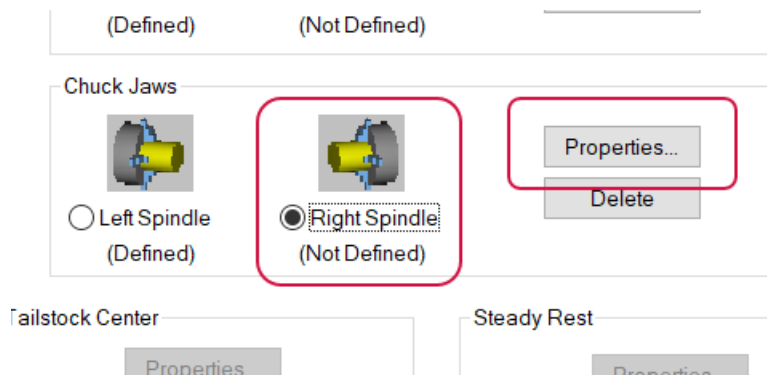 (Defined) (Not Defined)
Chuck Jaws
Properties...
Delete
Left Spindle Right Spindle
(Defined) (Not Defined)
Tailstock Center Steady Rest
Properties... Properties...